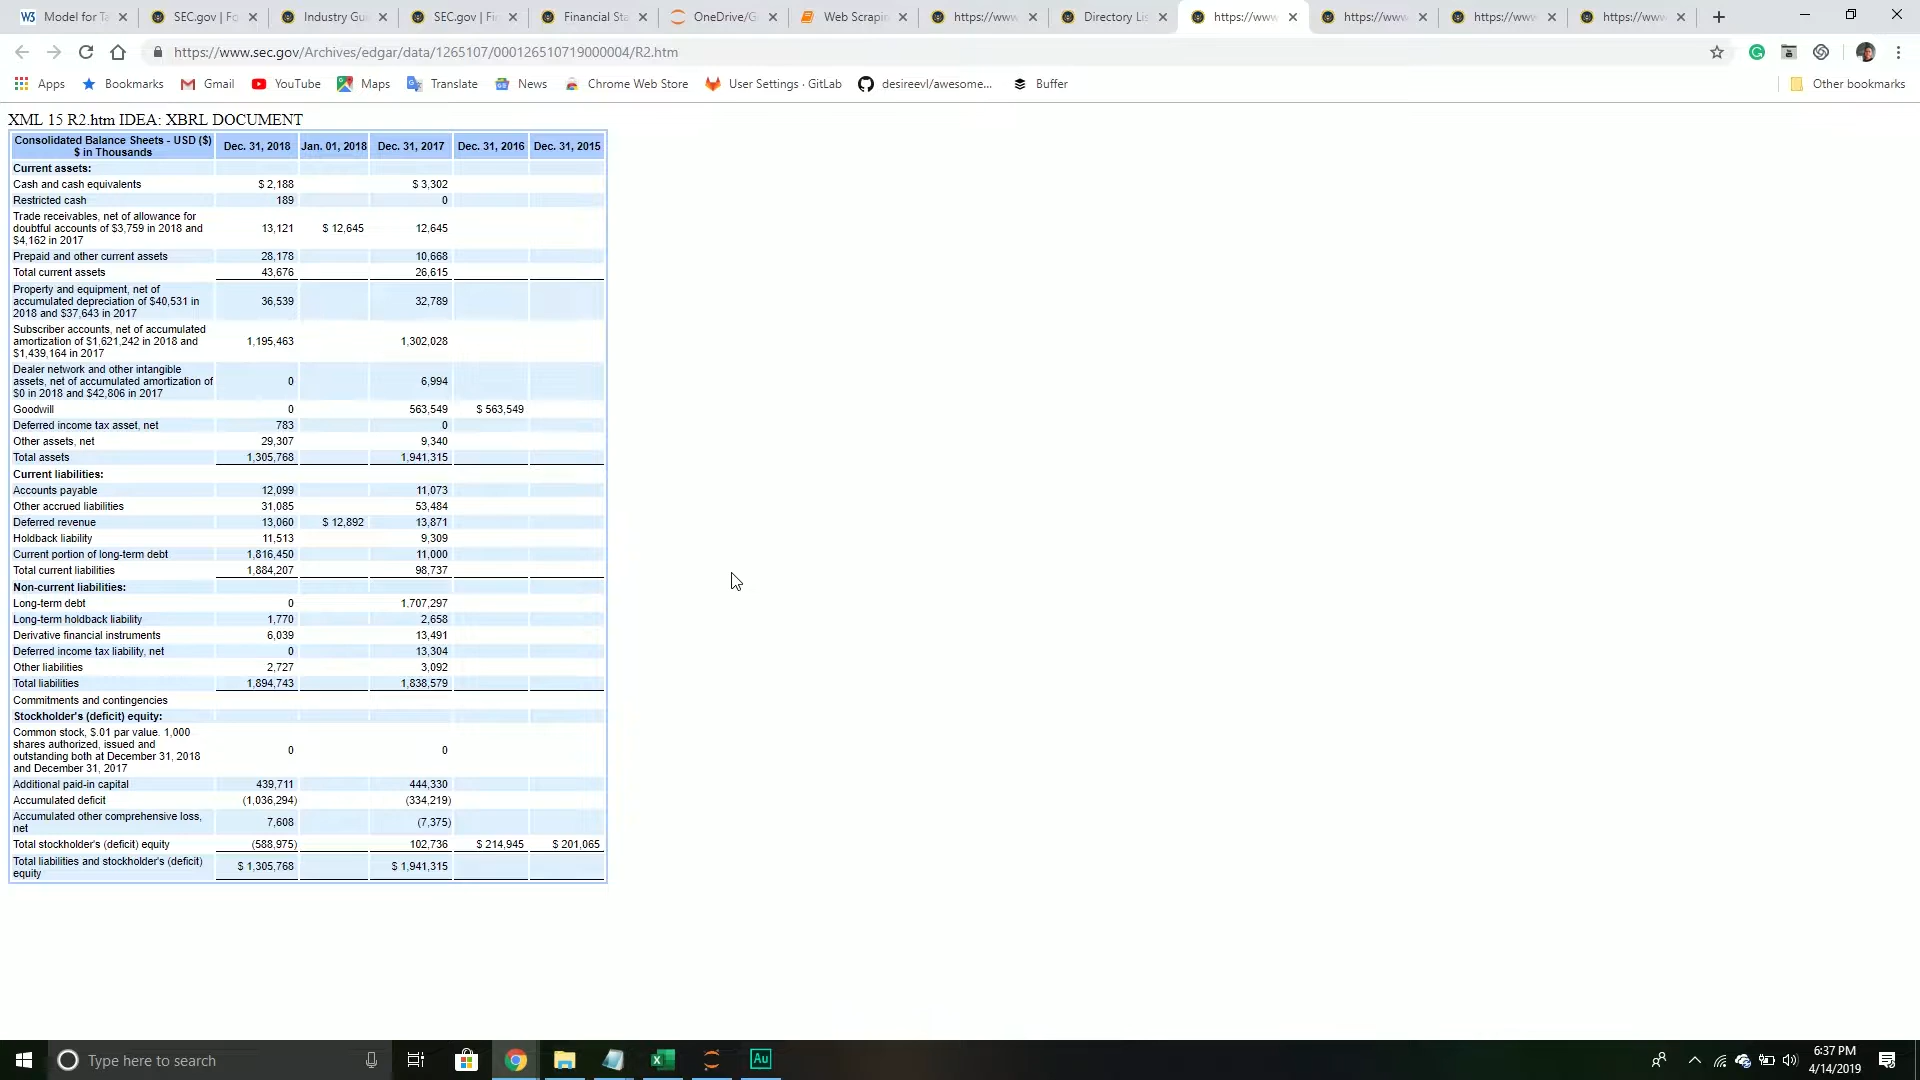 Model for Ta
SEC.gov | Fo
Industry Gui
SEC.gov | Fi
Financial Sta
OneDrive/G
Web Scrapin
https://www
Directory Lis
https://www
https://www
https://www
https://www
https://www.sec.gov/Archives/edgar/data/1265107/000126510719000004/R2.htm
Apps
Bookmarks
Gmail
YouTube
Maps
Translate
News
Chrome Web Store
User Settings · GitLab
desireevl/awesome...
Buffer
Other bookmarks
XML 15 R2.htm IDEA: XBRL DOCUMENT
Consolidated Balance Sheets - USD ($) $ in Thousands Dec. 31, 2018 Jan. 01, 2018 Dec. 31, 2017 Dec. 31, 2016 Dec. 31, 2015
Current assets:
Cash and cash equivalents $ 2,188 $ 3,302
Restricted cash 189 0
Trade receivables, net of allowance for
doubtful accounts of $3,759 in 2018 and 13,121 $ 12,645 12,645
$4,162 in 2017
Prepaid and other current assets 28,178 10,668
Total current assets 43,676 26,615
Property and equipment, net of
accumulated depreciation of $40,531 in 36,539 32,789
2018 and $37,643 in 2017
Subscriber accounts, net of accumulated
amortization of $1,621,242 in 2018 and 1,195,463 1,302,028
$1,439,164 in 2017
Dealer network and other intangible
assets, net of accumulated amortization of 0 6,994
$0 in 2018 and $42,806 in 2017
Goodwill 0 563,549 $ 563,549
Deferred income tax asset, net 783 0
Other assets, net 29,307 9,340
Total assets 1,305,768 1,941,315
Current liabilities:
Accounts payable 12,099 11,073
Other accrued liabilities 31,085 53,484
Deferred revenue 13,060 $ 12,892 13,871
Holdback liability 11,513 9,309
Current portion of long-term debt 1,816,450 11,000
Total current liabilities 1,884,207 98,737
Non-current liabilities:
Long-term debt 0 1,707,297
Long-term holdback liability 1,770 2,658
Derivative financial instruments 6,039 13,491
Deferred income tax liability, net 0 13,304
Other liabilities 2,727 3,092
Total liabilities 1,894,743 1,838,579
Commitments and contingencies
Stockholder's (deficit) equity:
Common stock, $.01 par value. 1,000
shares authorized, issued and
outstanding both at December 31, 2018 0 0
and December 31, 2017
Additional paid-in capital 439,711 444,330
Accumulated deficit (1,036,294) (334,219)
Accumulated other comprehensive loss,
net 7,608 (7,375)
Total stockholder's (deficit) equity (588,975) 102,736 $ 214,945 $ 201,065
Total liabilities and stockholder's (deficit)
equity $ 1,305,768 $ 1,941,315
Type here to search
Au
6:37 PM
4/14/2019